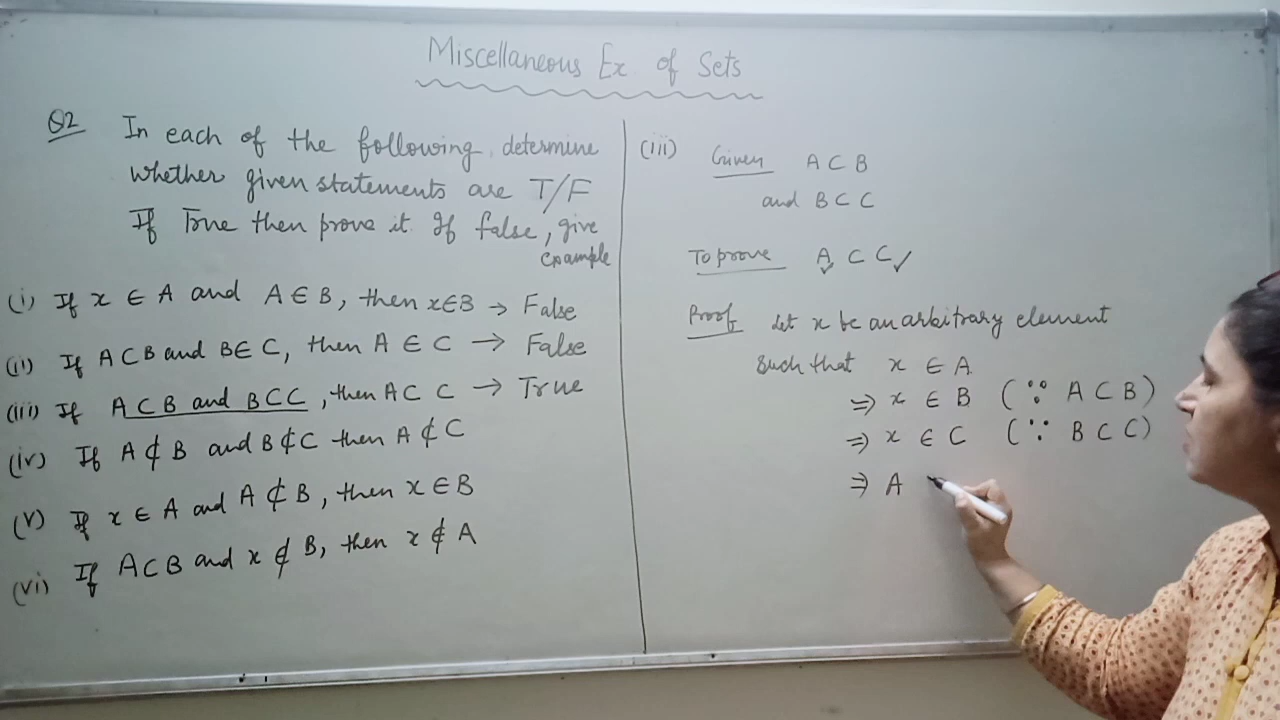 Miscellaneous Ex. of Sets
Q2 In each of the following, determine
whether given statements are T/F
If True then prove it. If false, give
example
(i) If x ∈ A and A ∈ B, then x ∈ B → False
(ii) If A ⊂ B and B ∈ C, then A ∈ C → False
(iii) If A ⊂ B and B ⊂ C, then A ⊂ C → True
(iv) If A ⊄ B and B ⊄ C then A ⊄ C
(v) If x ∈ A and A ⊄ B, then x ∈ B
(vi) If A ⊂ B and x ∉ B, then x ∉ A
(iii) Given A ⊂ B
and B ⊂ C
To prove A ⊂ C
Proof Let x be an arbitrary element
Such that x ∈ A
⇒ x ∈ B (∵ A ⊂ B)
⇒ x ∈ C (∵ B ⊂ C)
⇒ A